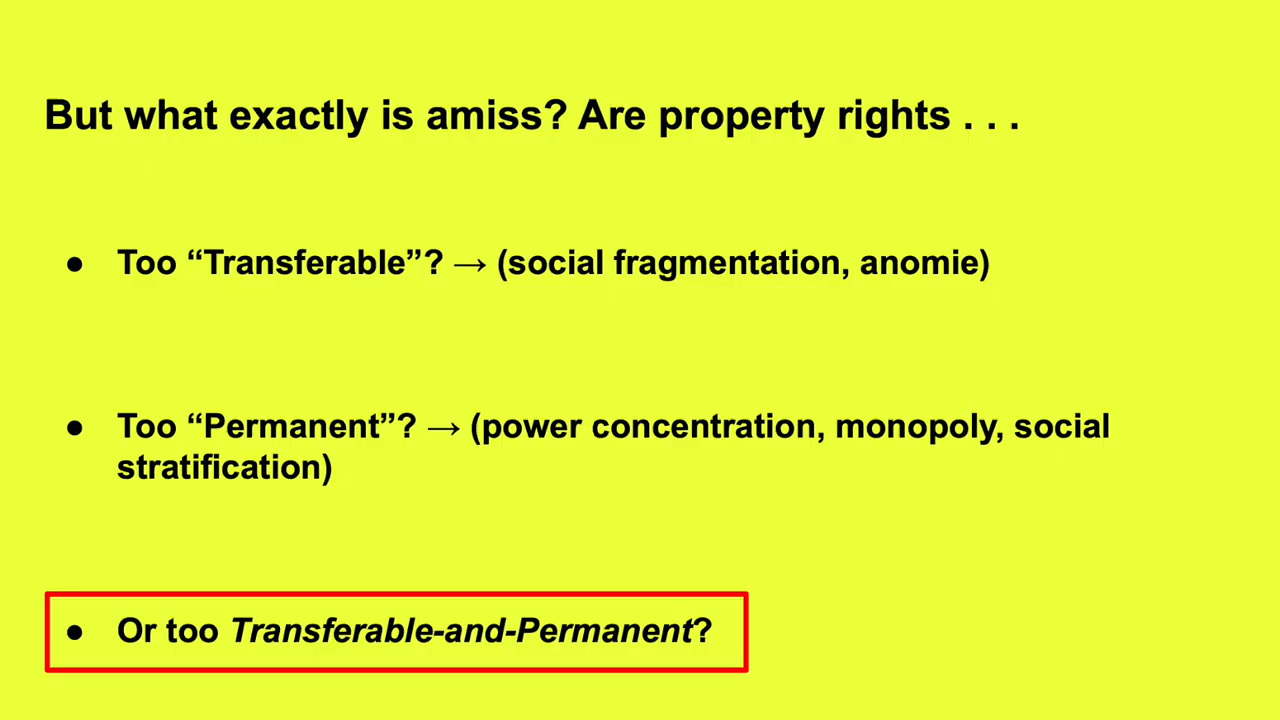 But what exactly is amiss? Are property rights . . .
● Too “Transferable”? → (social fragmentation, anomie)
● Too “Permanent”? → (power concentration, monopoly, social
stratification)
● Or too Transferable-and-Permanent?